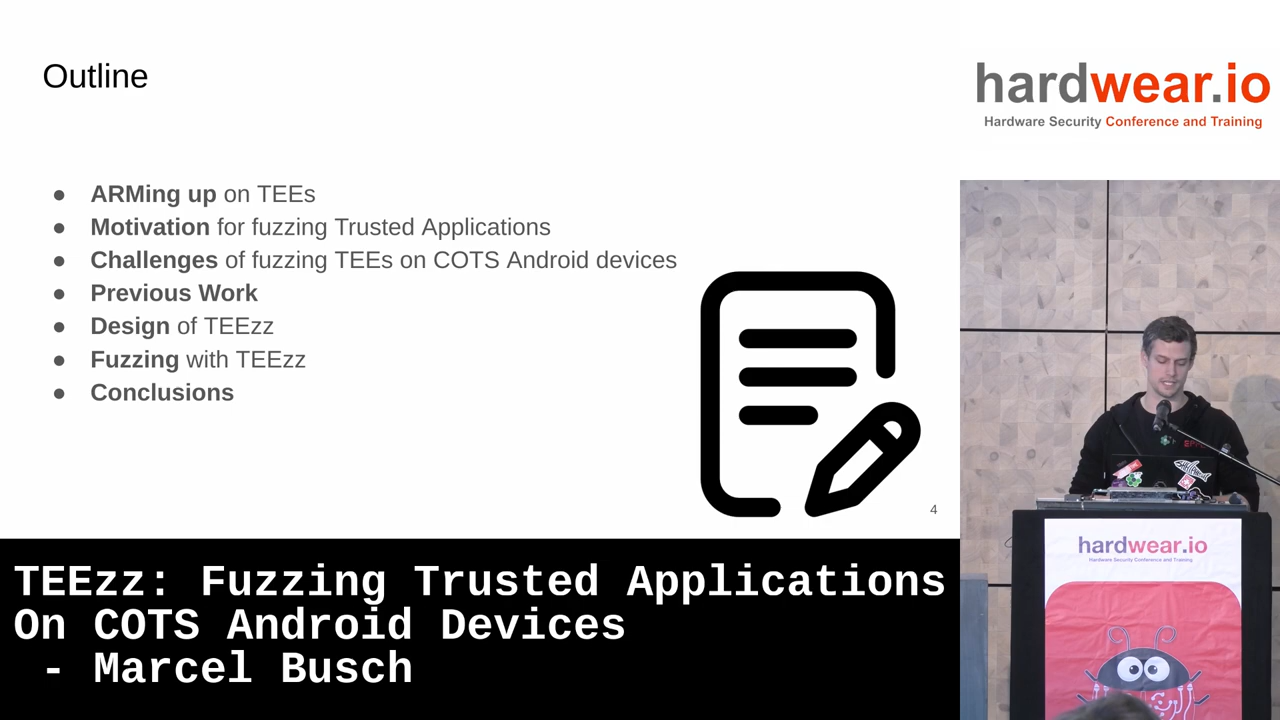 Outline
● ARMing up on TEEs
● Motivation for fuzzing Trusted Applications
● Challenges of fuzzing TEEs on COTS Android devices
● Previous Work
● Design of TEEzz
● Fuzzing with TEEzz
● Conclusions
4
hardwear.io
Hardware Security Conference and Training
EPFL
hardwear.io
Hardware Security Conference and Training
TEEzz: Fuzzing Trusted Applications
On COTS Android Devices
- Marcel Busch